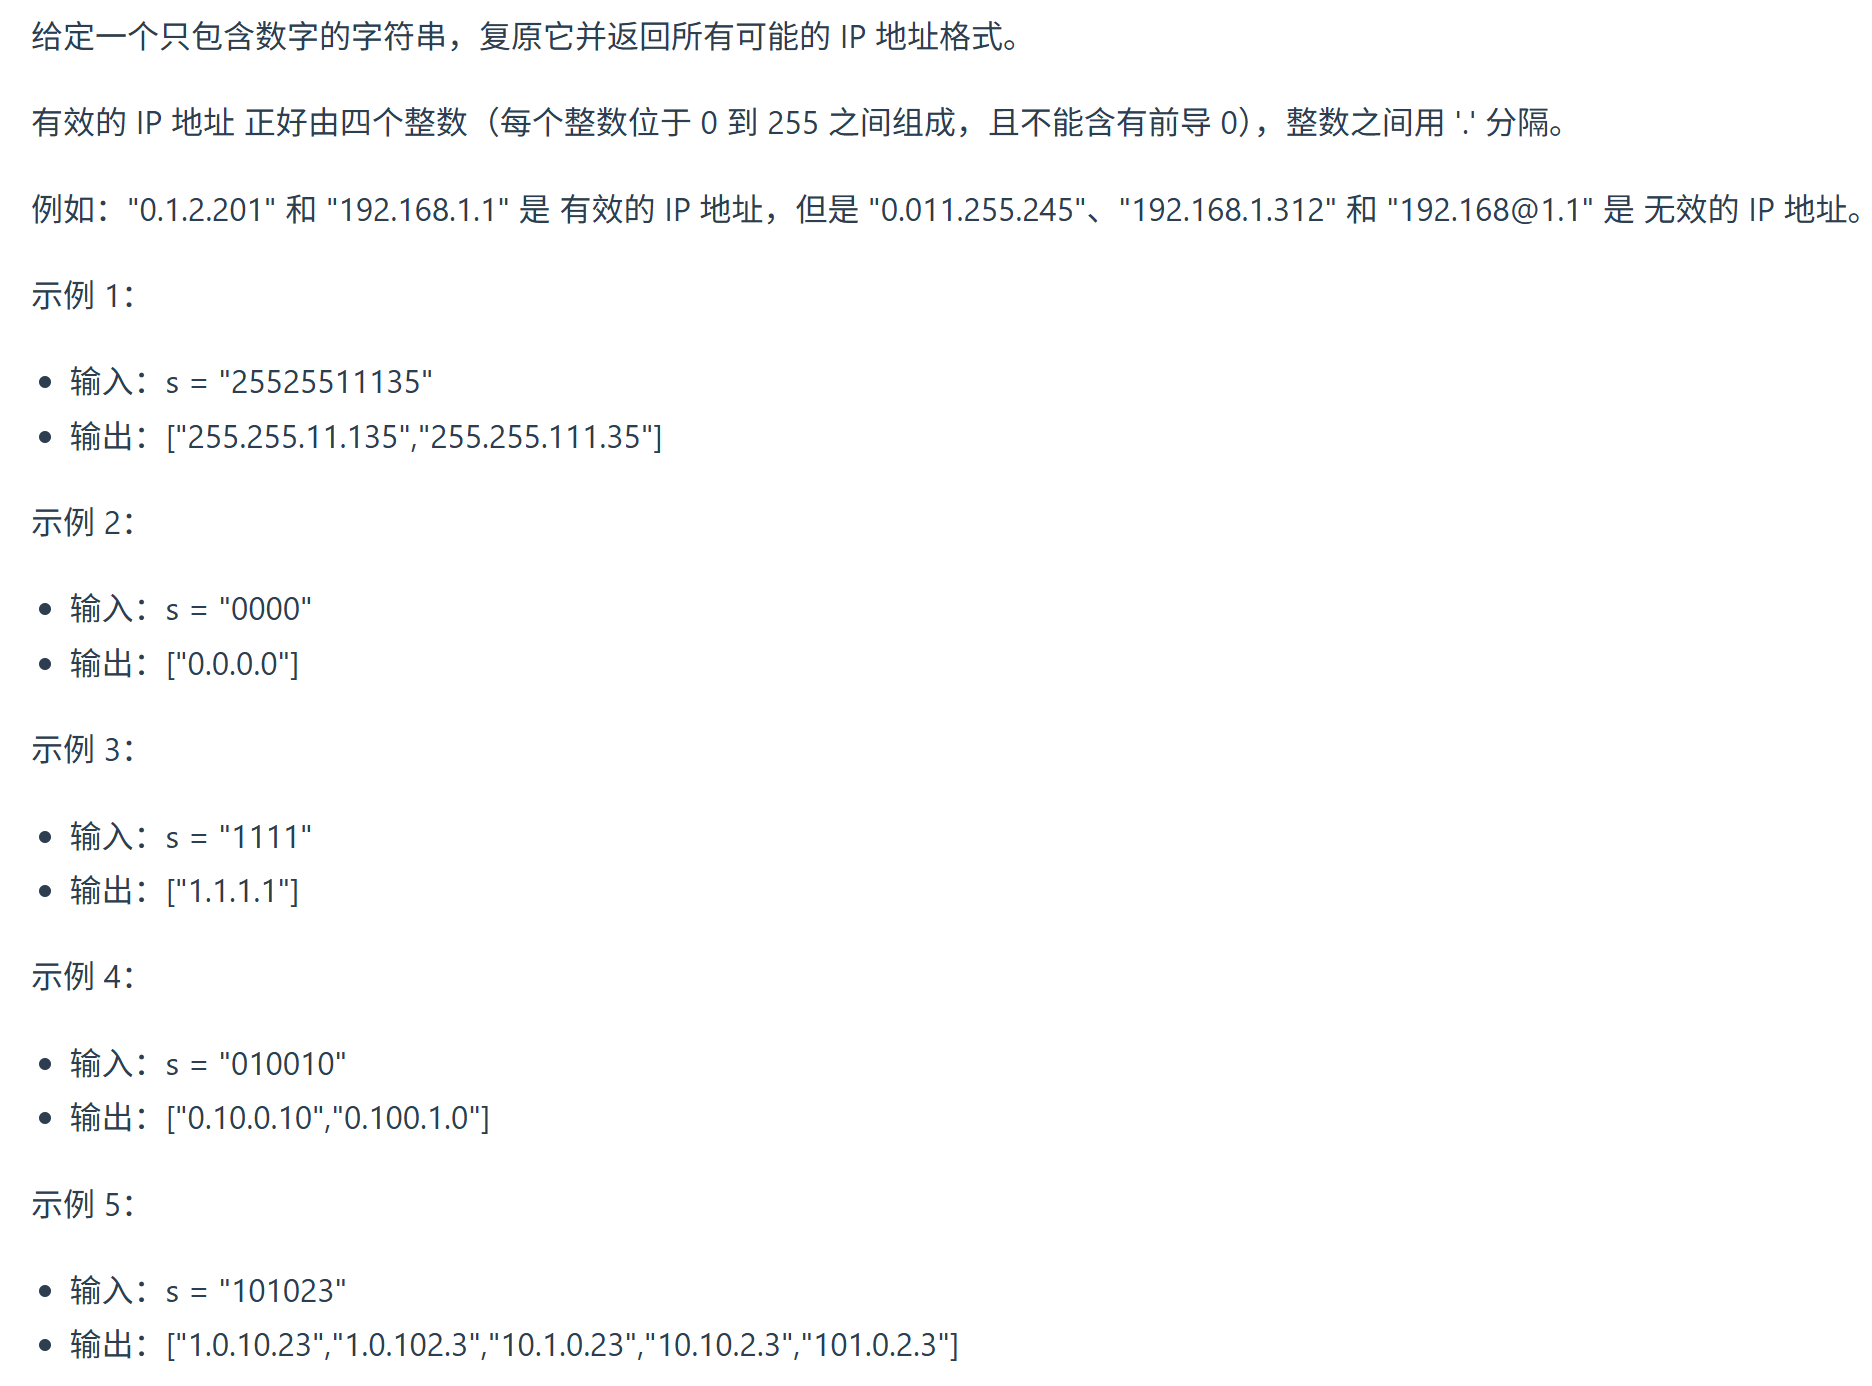 给定一个只包含数字的字符串，复原它并返回所有可能的 IP 地址格式。
有效的 IP 地址 正好由四个整数（每个整数位于 0 到 255 之间组成，且不能含有前导 0），整数之间用 '.' 分隔。
例如："0.1.2.201" 和 "192.168.1.1" 是 有效的 IP 地址，但是 "0.011.255.245"、"192.168.1.312" 和 "192.168@1.1" 是 无效的 IP 地址。
示例 1：
• 输入：s = "25525511135"
• 输出：["255.255.11.135","255.255.111.35"]
示例 2：
• 输入：s = "0000"
• 输出：["0.0.0.0"]
示例 3：
• 输入：s = "1111"
• 输出：["1.1.1.1"]
示例 4：
• 输入：s = "010010"
• 输出：["0.10.0.10","0.100.1.0"]
示例 5：
• 输入：s = "101023"
• 输出：["1.0.10.23","1.0.102.3","10.1.0.23","10.10.2.3","101.0.2.3"]